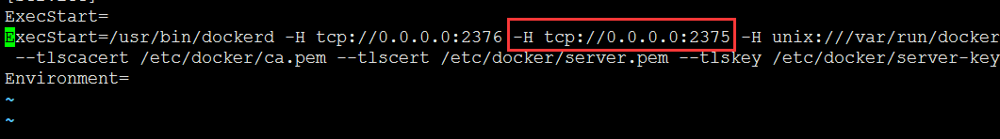 [Service]
ExecStart=
ExecStart=/usr/bin/dockerd -H tcp://0.0.0.0:2376 -H tcp://0.0.0.0:2375 -H unix:///var/run/docker
--tlscacert /etc/docker/ca.pem --tlscert /etc/docker/server.pem --tlskey /etc/docker/server-key
Environment=
~
~